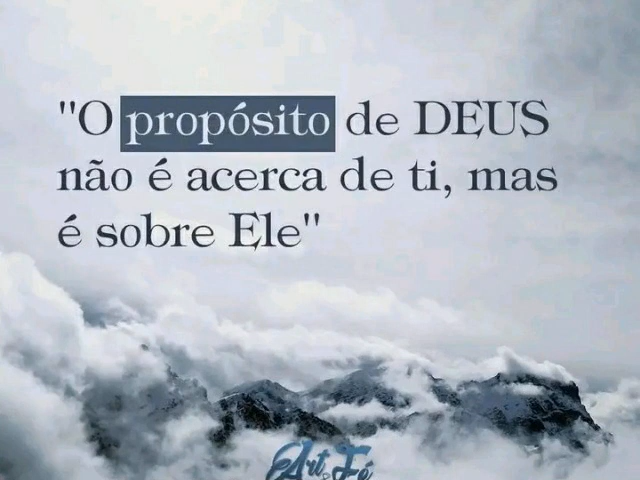 "O propósito de DEUS
não é acerca de ti, mas
é sobre Ele"
Art Fé